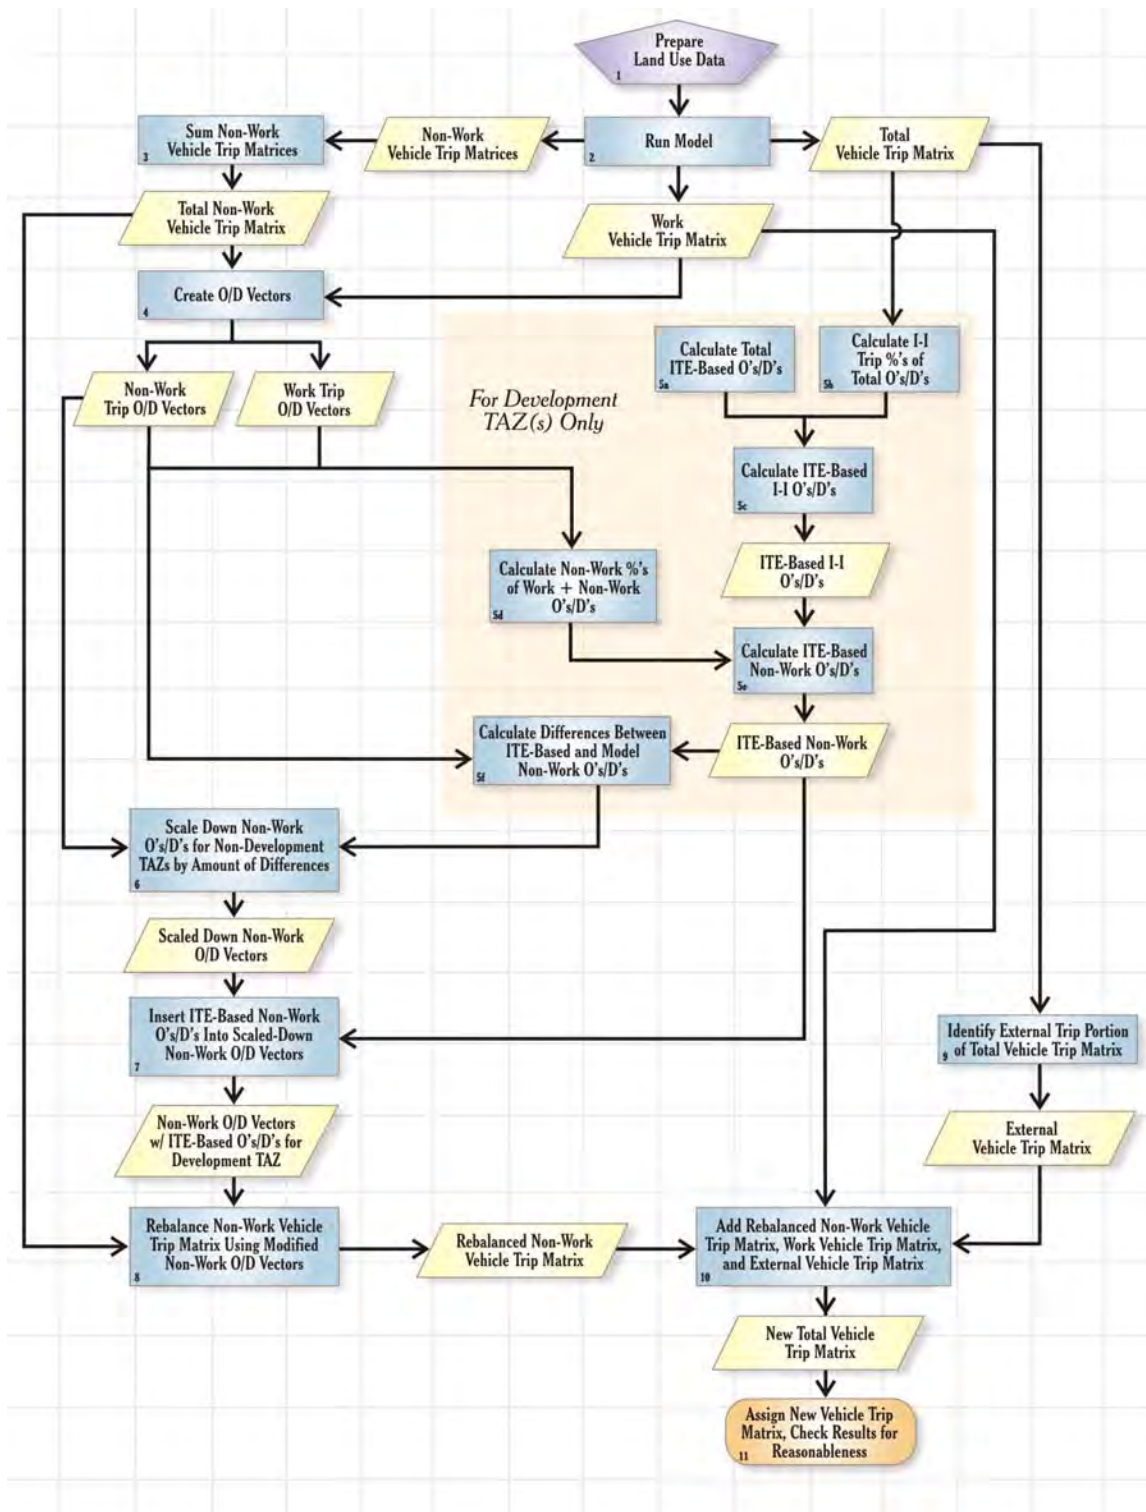 Prepare
Land Use Data
1
Sum Non-Work
Vehicle Trip Matrices
3
Non-Work
Vehicle Trip Matrices
Run Model
2
Total
Vehicle Trip Matrix
Total Non-Work
Vehicle Trip Matrix
Work
Vehicle Trip Matrix
Create O/D Vectors
4
Non-Work
Trip O/D Vectors
Work Trip
O/D Vectors
For Development
TAZ(s) Only
Calculate Total
ITE-Based O's/D's
5a
Calculate I-I
Trip %'s of
Total O's/D's
5b
Calculate ITE-Based
I-I O's/D's
5c
ITE-Based I-I
O's/D's
Calculate Non-Work %'s
of Work + Non-Work
O's/D's
5d
Calculate ITE-Based
Non-Work O's/D's
5e
Calculate Differences Between
ITE-Based and Model
Non-Work O's/D's
5f
ITE-Based Non-Work
O's/D's
Scale Down Non-Work
O's/D's for Non-Development
TAZs by Amount of Differences
6
Scaled Down Non-Work
O/D Vectors
Insert ITE-Based Non-Work
O's/D's Into Scaled-Down
Non-Work O/D Vectors
7
Identify External Trip Portion
of Total Vehicle Trip Matrix
9
Non-Work O/D Vectors
w/ ITE-Based O's/D's for
Development TAZ
External
Vehicle Trip Matrix
Rebalance Non-Work Vehicle
Trip Matrix Using Modified
Non-Work O/D Vectors
8
Rebalanced Non-Work
Vehicle Trip Matrix
Add Rebalanced Non-Work Vehicle
Trip Matrix, Work Vehicle Trip Matrix,
and External Vehicle Trip Matrix
10
New Total Vehicle
Trip Matrix
Assign New Vehicle Trip
Matrix, Check Results for
Reasonableness
11